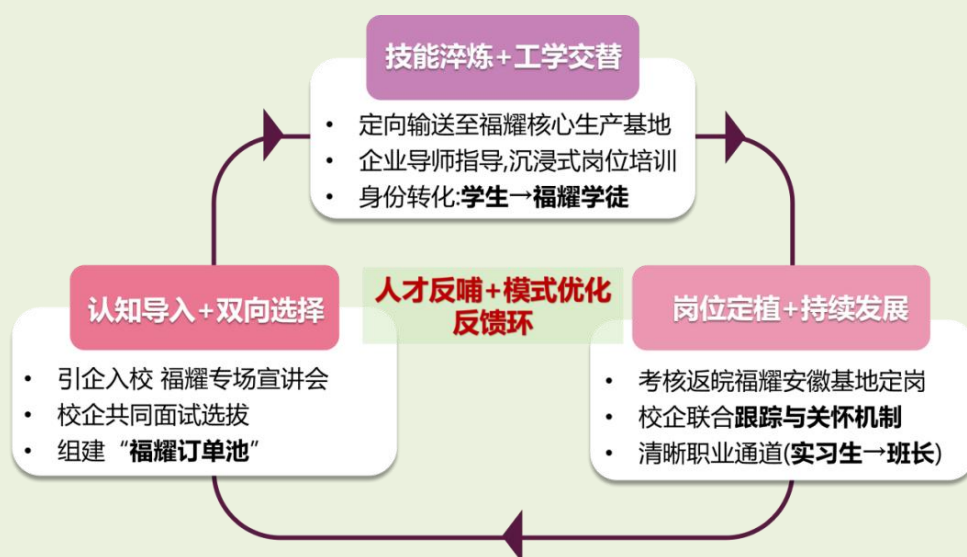 技能淬炼+工学交替
• 定向输送至福耀核心生产基地
• 企业导师指导,沉浸式岗位培训
• 身份转化:学生→福耀学徒
人才反哺+模式优化
反馈环
认知导入+双向选择
• 引企入校 福耀专场宣讲会
• 校企共同面试选拔
• 组建“福耀订单池”
岗位定植+持续发展
• 考核返皖福耀安徽基地定岗
• 校企联合跟踪与关怀机制
• 清晰职业通道(实习生→班长)